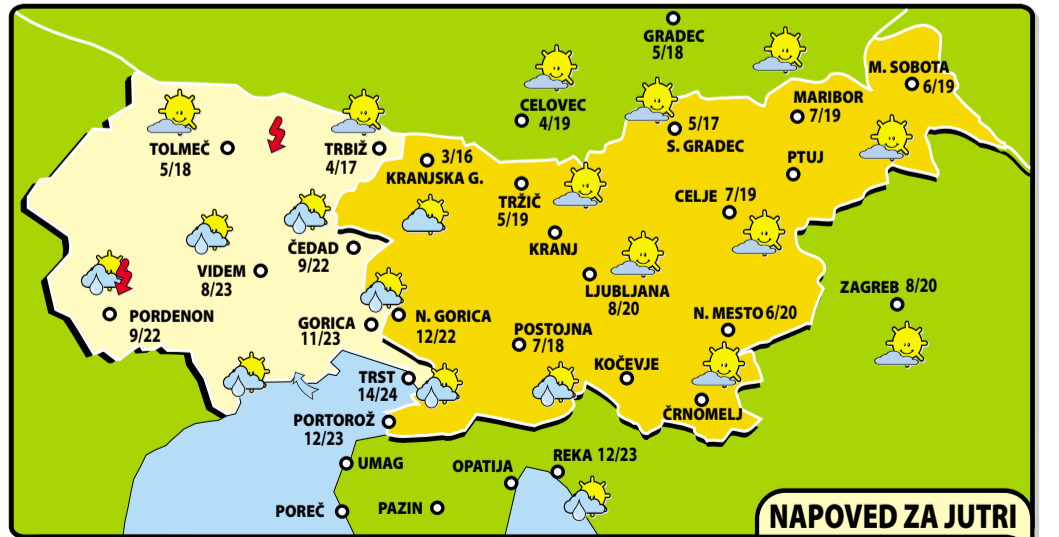 GRADEC
5/18
M. SOBOTA
6/19
CELOVEC
4/19
MARIBOR
7/19
TOLMEČ
5/18
TRBIŽ
4/17
5/17
S. GRADEC
3/16
KRANJSKA G.
PTUJ
TRŽIČ
5/19
CELJE 7/19
KRANJ
ČEDAD
9/22
VIDEM
8/23
LJUBLJANA
8/20
ZAGREB 8/20
PORDENON
9/22
GORICA
11/23
N. GORICA
12/22
N. MESTO 6/20
POSTOJNA
7/18
KOČEVJE
TRST
14/24
ČRNOMELJ
PORTOROŽ
12/23
UMAG
OPATIJA
REKA 12/23
POREČ
PAZIN
NAPOVED ZA JUTRI